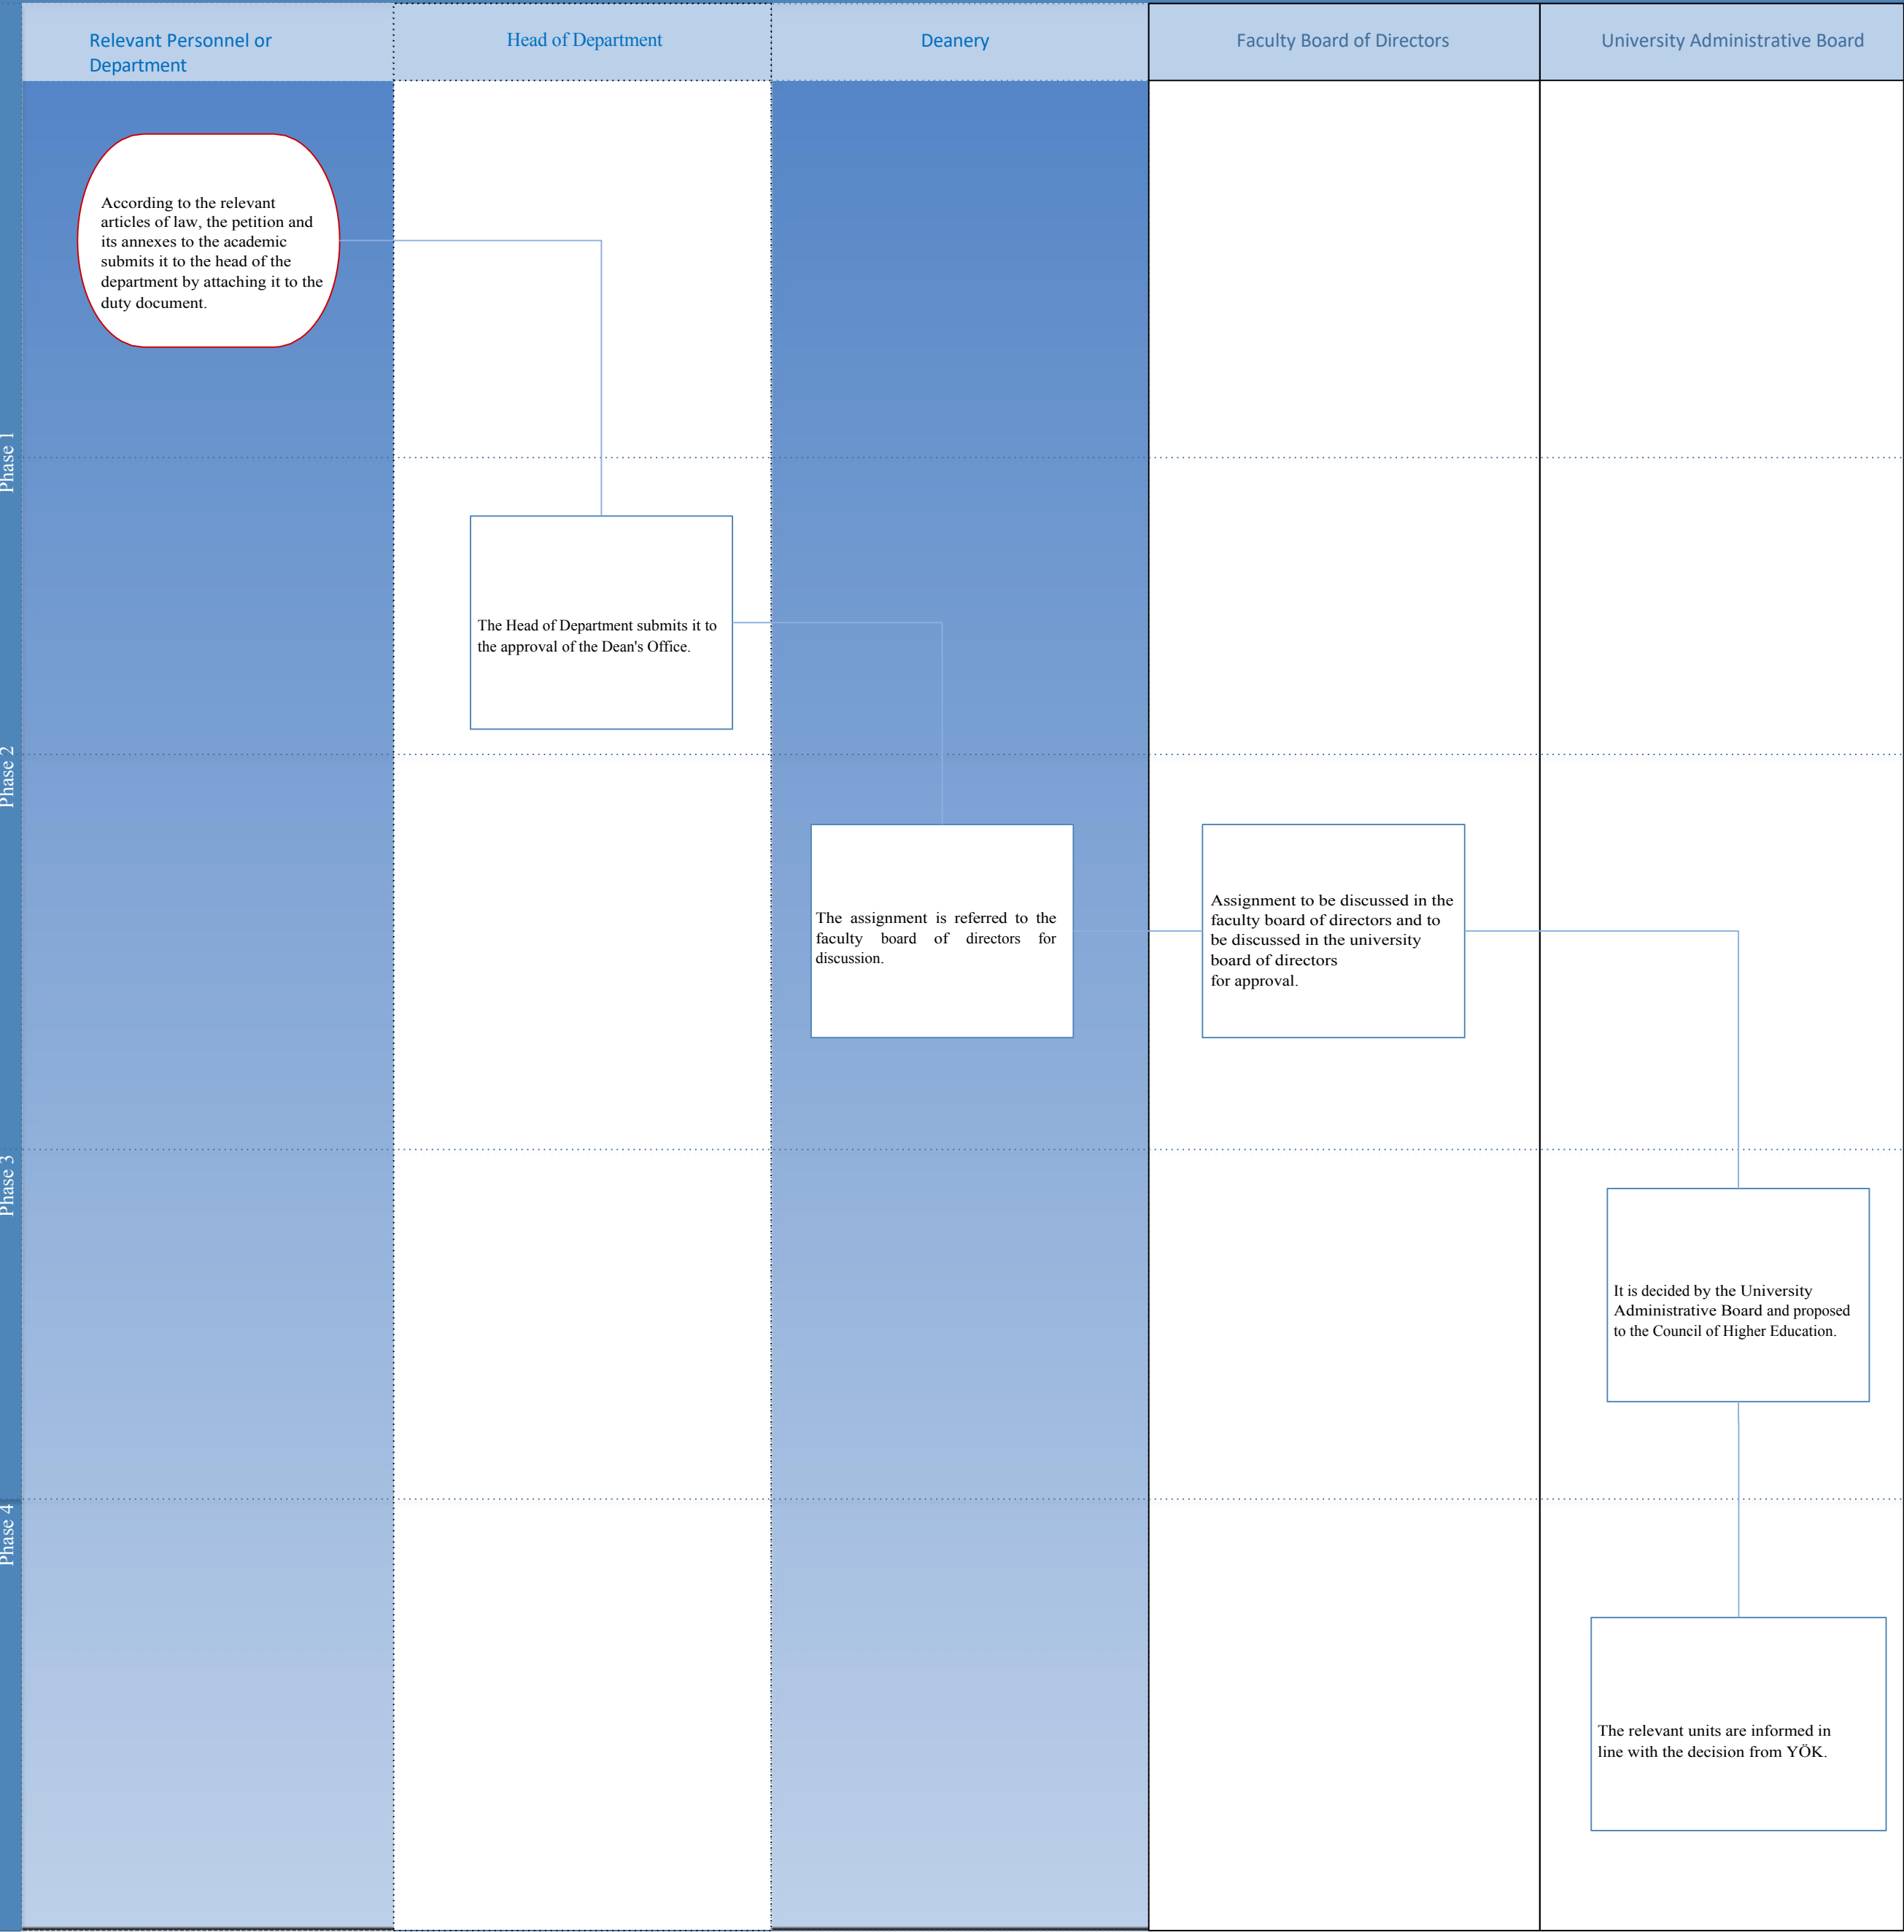 Relevant Personnel or
Department
Head of Department
Deanery
Faculty Board of Directors
University Administrative Board
According to the relevant
articles of law, the petition and
its annexes to the academic
submits it to the head of the
department by attaching it to the
duty document.
Phase 1
The Head of Department submits it to
the approval of the Dean's Office.
Phase 2
The assignment is referred to the
faculty board of directors for
discussion.
Assignment to be discussed in the
faculty board of directors and to
be discussed in the university
board of directors
for approval.
Phase 3
It is decided by the University
Administrative Board and proposed
to the Council of Higher Education.
Phase 4
The relevant units are informed in
line with the decision from YÖK.